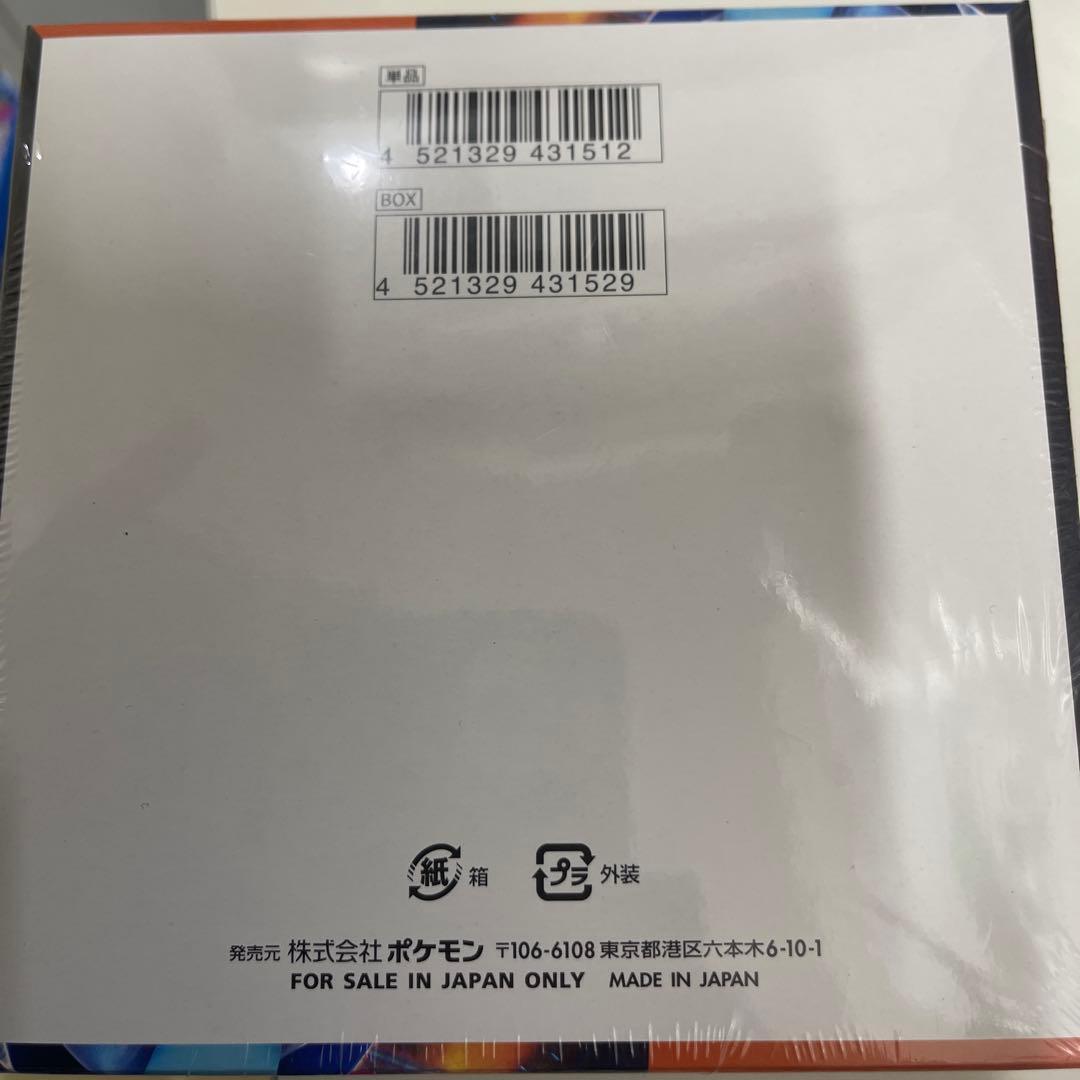 単品
4 521329 431512
BOX
4 521329 431529
紙 箱 プラ 外装
発売元 株式会社 ポケモン 〒106-6108 東京都港区六本木6-10-1
FOR SALE IN JAPAN ONLY MADE IN JAPAN